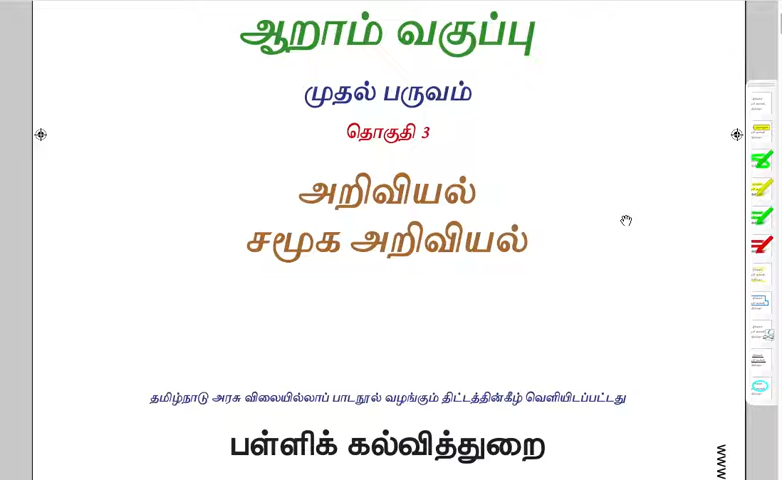 ஆறாம் வகுப்பு
முதல் பருவம்
தொகுதி 3
அறிவியல்
சமூக அறிவியல்
தமிழ்நாடு அரசு விலையில்லாப் பாடநூல் வழங்கும் திட்டத்தின்கீழ் வெளியிடப்பட்டது
பள்ளிக் கல்வித்துறை
www